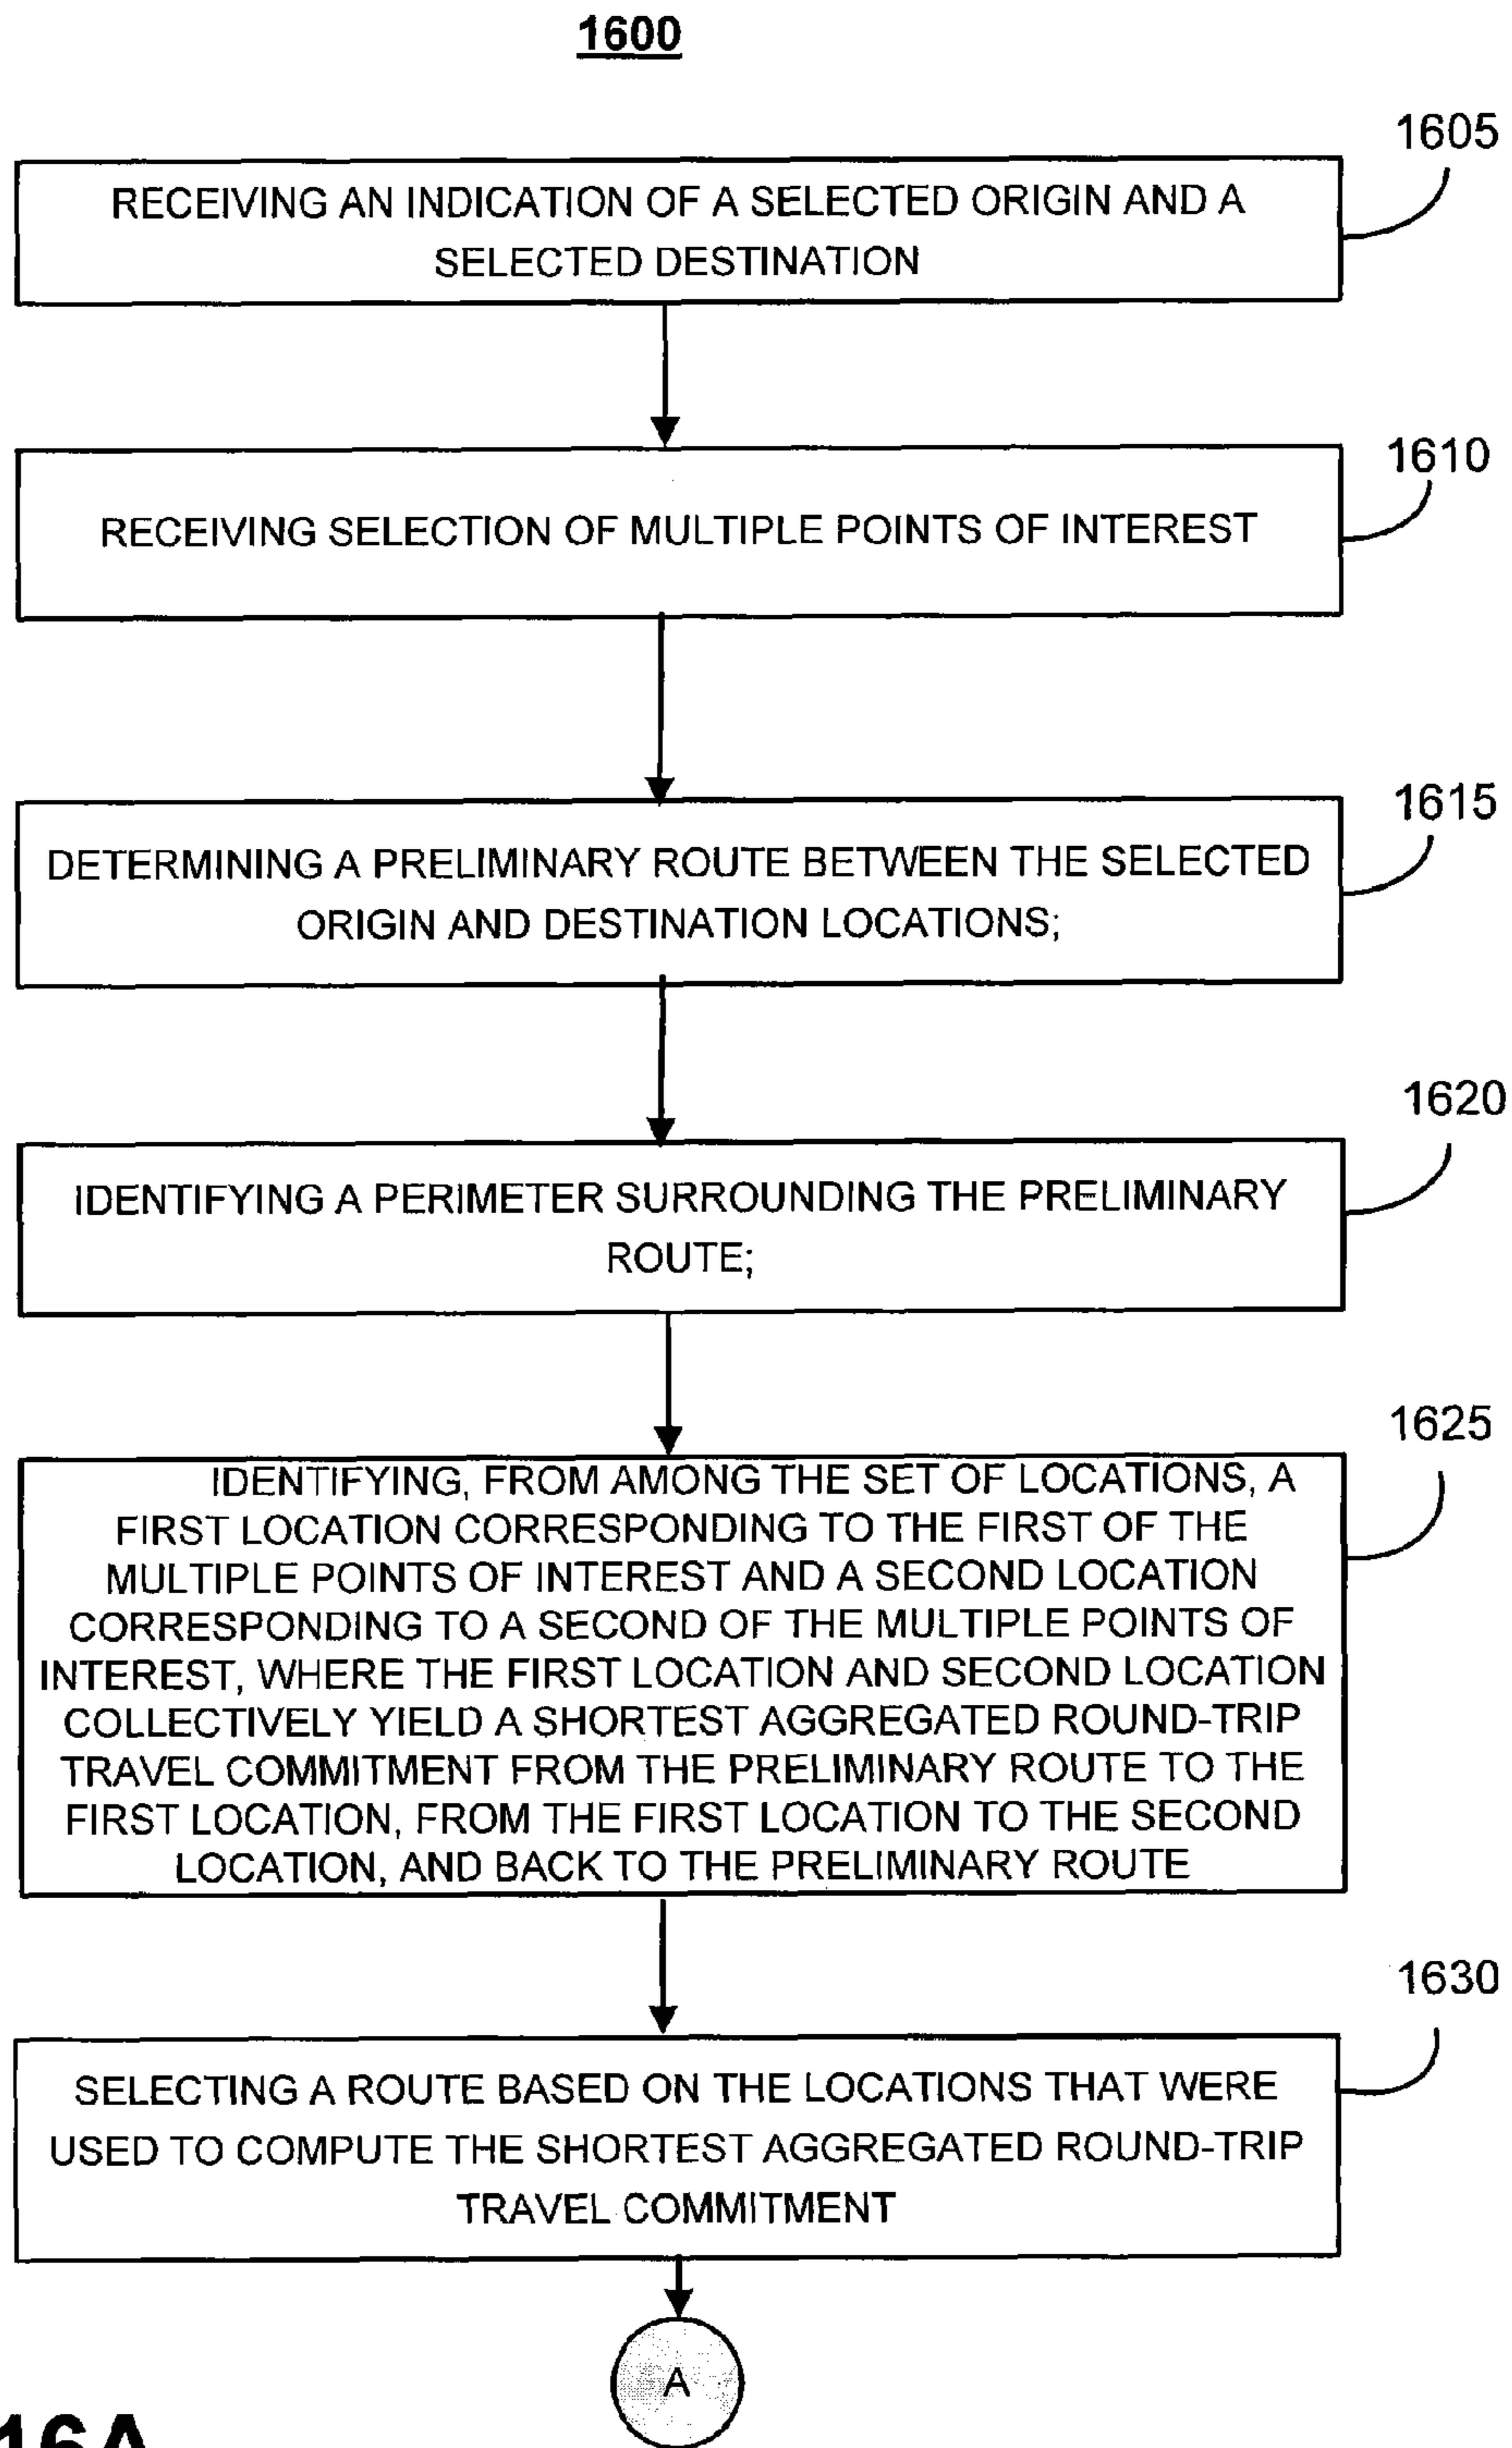 1600
1605
RECEIVING AN INDICATION OF A SELECTED ORIGIN AND A
SELECTED DESTINATION
1610
RECEIVING SELECTION OF MULTIPLE POINTS OF INTEREST
1615
DETERMINING A PRELIMINARY ROUTE BETWEEN THE SELECTED
ORIGIN AND DESTINATION LOCATIONS;
1620
IDENTIFYING A PERIMETER SURROUNDING THE PRELIMINARY
ROUTE;
1625
IDENTIFYING, FROM AMONG THE SET OF LOCATIONS, A
FIRST LOCATION CORRESPONDING TO THE FIRST OF THE
MULTIPLE POINTS OF INTEREST AND A SECOND LOCATION
CORRESPONDING TO A SECOND OF THE MULTIPLE POINTS OF
INTEREST, WHERE THE FIRST LOCATION AND SECOND LOCATION
COLLECTIVELY YIELD A SHORTEST AGGREGATED ROUND-TRIP
TRAVEL COMMITMENT FROM THE PRELIMINARY ROUTE TO THE
FIRST LOCATION, FROM THE FIRST LOCATION TO THE SECOND
LOCATION, AND BACK TO THE PRELIMINARY ROUTE
1630
SELECTING A ROUTE BASED ON THE LOCATIONS THAT WERE
USED TO COMPUTE THE SHORTEST AGGREGATED ROUND-TRIP
TRAVEL COMMITMENT
A
16A